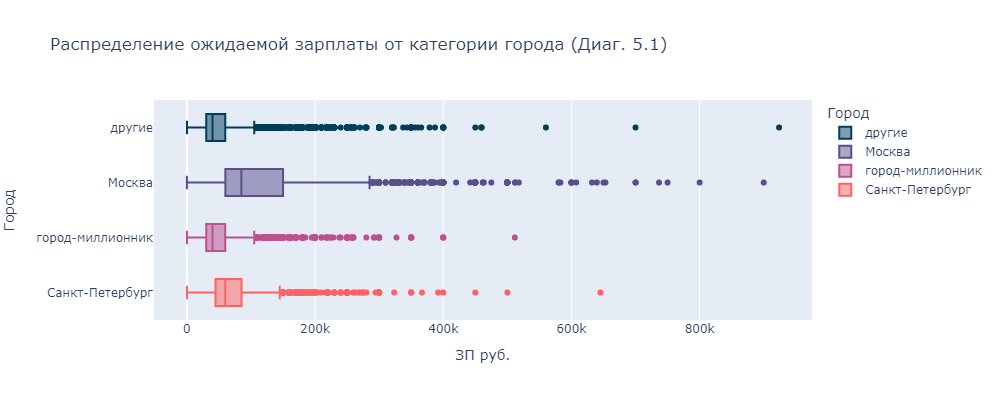 Распределение ожидаемой зарплаты от категории города (Диаг. 5.1)
Город
другие
Москва
город-миллионник
Санкт-Петербург
0
200k
400k
600k
800k
ЗП руб.
Город
другие
Москва
город-миллионник
Санкт-Петербург